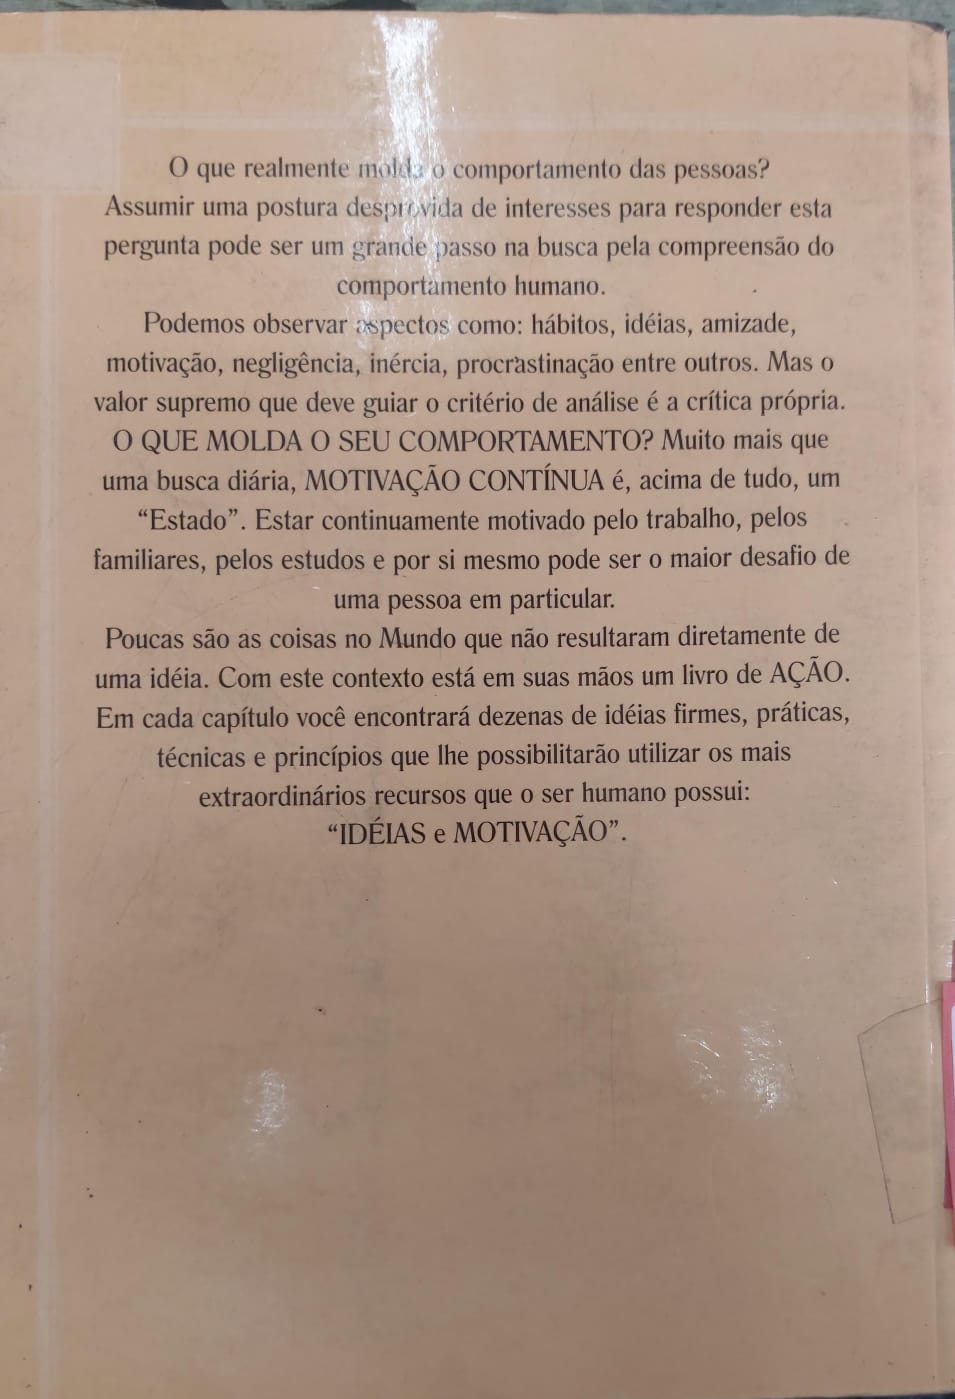 O que realmente molda o comportamento das pessoas?
Assumir uma postura desprovida de interesses para responder esta
pergunta pode ser um grande passo na busca pela compreensão do
comportamento humano.
Podemos observar aspectos como: hábitos, idéias, amizade,
motivação, negligência, inércia, procrastinação entre outros. Mas o
valor supremo que deve guiar o critério de análise é a crítica própria.
O QUE MOLDA O SEU COMPORTAMENTO? Muito mais que
uma busca diária, MOTIVAÇÃO CONTÍNUA é, acima de tudo, um
“Estado”. Estar continuamente motivado pelo trabalho, pelos
familiares, pelos estudos e por si mesmo pode ser o maior desafio de
uma pessoa em particular.
Poucas são as coisas no Mundo que não resultaram diretamente de
uma idéia. Com este contexto está em suas mãos um livro de AÇÃO.
Em cada capítulo você encontrará dezenas de idéias firmes, práticas,
técnicas e princípios que lhe possibilitarão utilizar os mais
extraordinários recursos que o ser humano possui:
“IDÉIAS e MOTIVAÇÃO”.